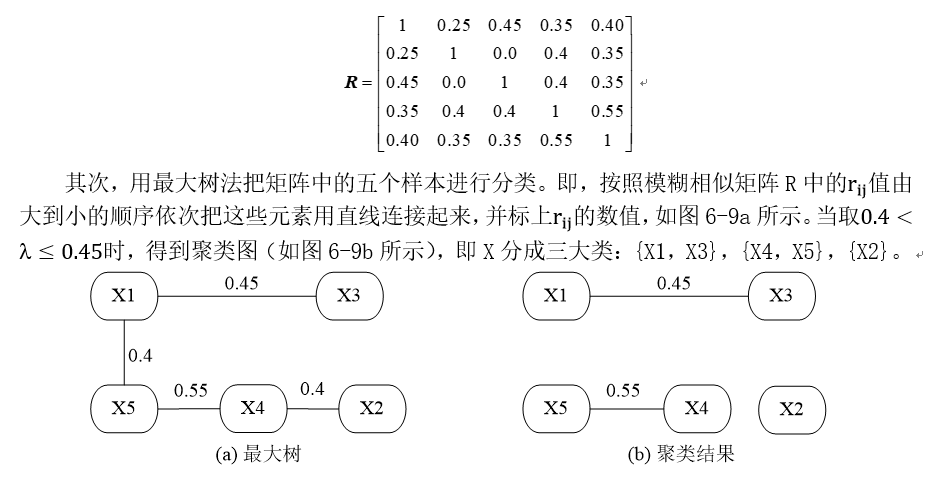 1 0.25 0.45 0.35 0.40
0.25 1 0.0 0.4 0.35
R = 0.45 0.0 1 0.4 0.35
0.35 0.4 0.4 1 0.55
0.40 0.35 0.35 0.55 1
其次，用最大树法把矩阵中的五个样本进行分类。即，按照模糊相似矩阵 R 中的rij值由
大到小的顺序依次把这些元素用直线连接起来，并标上rij的数值，如图 6-9a 所示。当取0.4 <
λ ≤ 0.45时，得到聚类图（如图 6-9b 所示），即 X 分成三大类：{X1，X3}，{X4，X5}，{X2}。
X1 0.45 X3
0.4
X5 0.55 X4 0.4 X2
(a) 最大树
X1 0.45 X3
X5 0.55 X4 X2
(b) 聚类结果